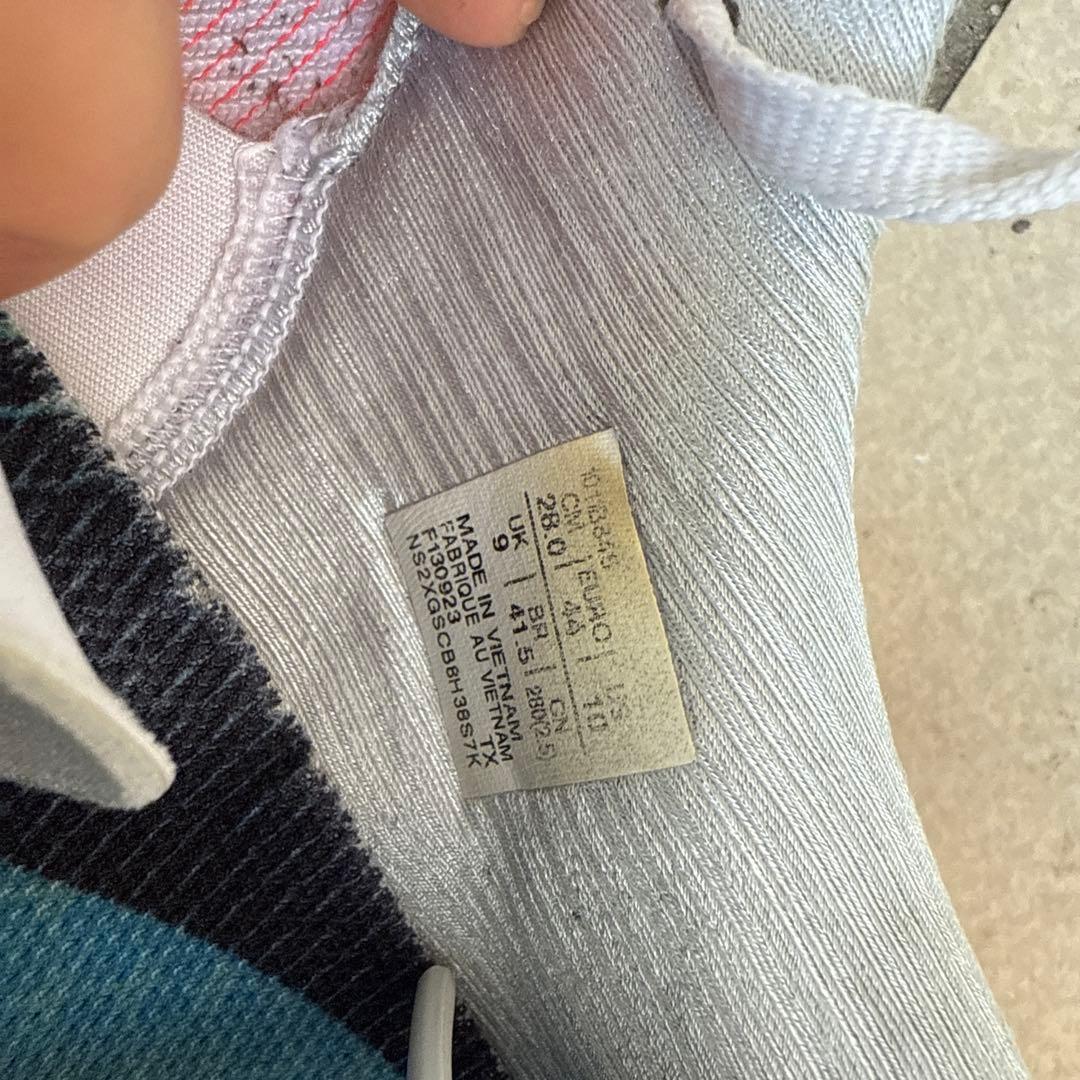 CM | EURO | US
28.0 | 44 | 10
UK | BR | CN
9 | 41.5 | 280(2.5)
MADE IN VIETNAM
FABRIQUE AU VIETNAM
F130923 TX
NS2XGSCB8H38S7K